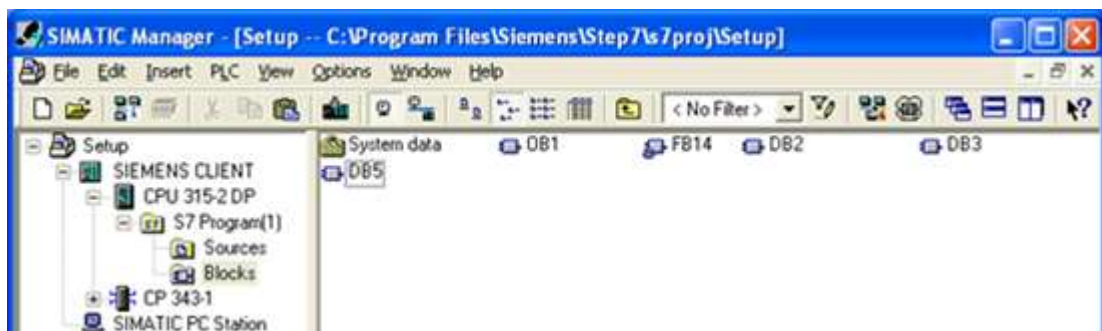 SIMATIC Manager - [Setup -- C:\Program Files\Siemens\Step7\s7proj\Setup]
File Edit Insert PLC View Options Window Help
< No Filter >
Setup
SIEMENS CLIENT
CPU 315-2 DP
S7 Program(1)
Sources
Blocks
CP 343-1
SIMATIC PC Station
System data OB1 FB14 DB2 DB3
DB5